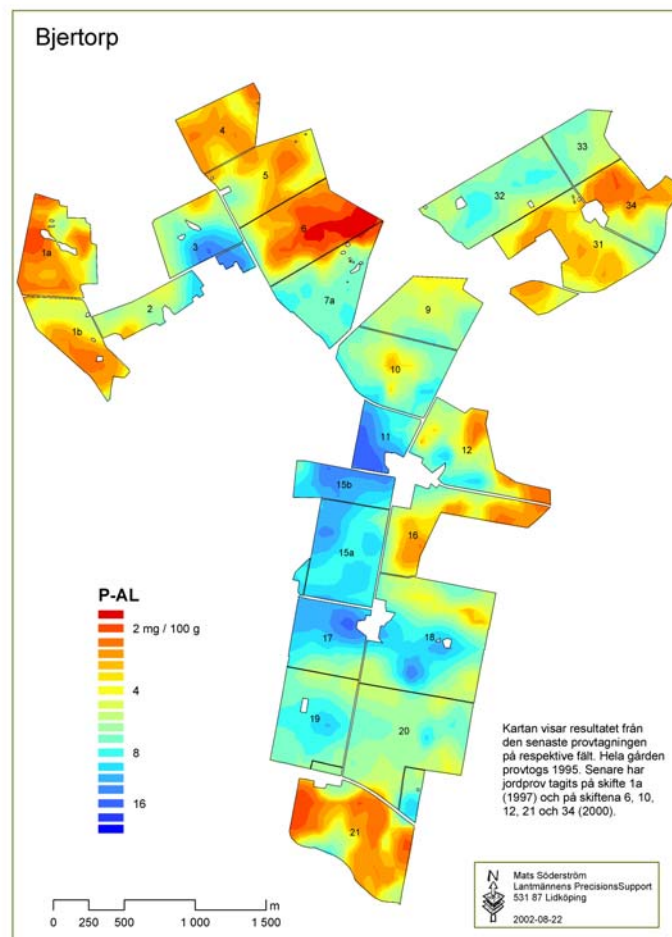 Bjertorp
4
5
33
32
34
6
1a
3
31
7a
2
9
1b
10
11
12
15b
16
15a
P-AL
2 mg / 100 g
4
8
16
17
18
19
20
21
Kartan visar resultatet från
den senaste provtagningen
på respektive fält. Hela gården
provtogs 1995. Senare har
jordprov tagits på skifte 1a
(1997) och på skiftena 6, 10,
12, 21 och 34 (2000).
0 250 500 1 000 1 500 m
N
Mats Söderström
Lantmännens PrecisionsSupport
531 87 Lidköping
2002-08-22